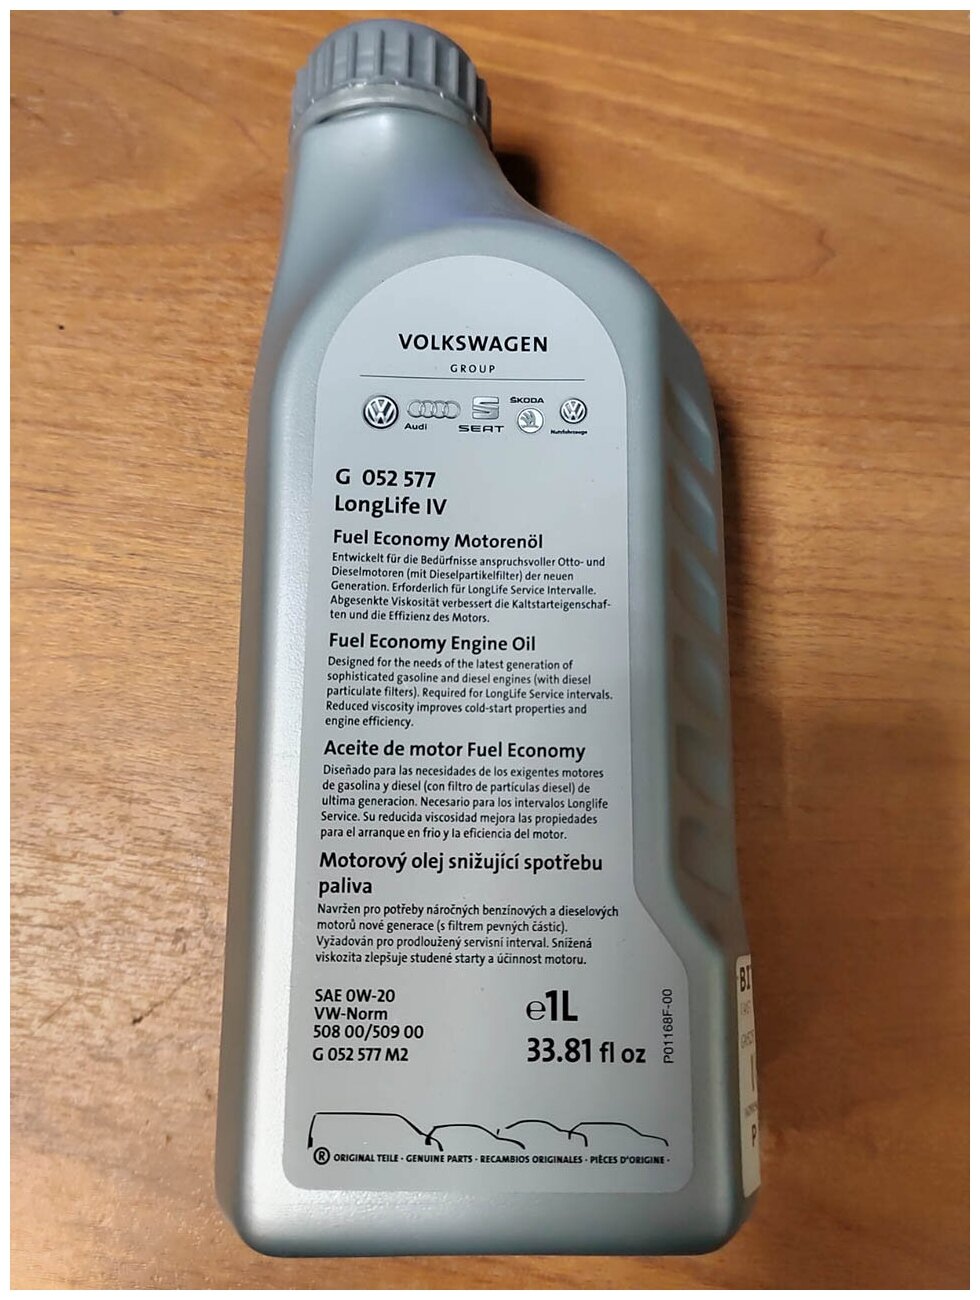 VOLKSWAGEN
GROUP
Audi
SEAT
ŠKODA
Nutzfahrzeuge
G 052 577
LongLife IV
Fuel Economy Motorenöl
Entwickelt für die Bedürfnisse anspruchsvoller Otto- und
Dieselmotoren (mit Dieselpartikelfilter) der neuen
Generation. Erforderlich für LongLife Service Intervalle.
Abgesenkte Viskosität verbessert die Kaltstarteigenschaf-
ten und die Effizienz des Motors.
Fuel Economy Engine Oil
Designed for the needs of the latest generation of
sophisticated gasoline and diesel engines (with diesel
particulate filters). Required for LongLife Service intervals.
Reduced viscosity improves cold-start properties and
engine efficiency.
Aceite de motor Fuel Economy
Diseñado para las necesidades de los exigentes motores
de gasolina y diesel (con filtro de partículas diesel) de
ultima generacion. Necesario para los intervalos Longlife
Service. Su reducida viscosidad mejora las propiedades
para el arranque en frio y la eficiencia del motor.
Motorový olej snižující spotřebu
paliva
Navržen pro potřeby náročných benzínových a dieselových
motorů nové generace (s filtrem pevných částic).
Vyžadován pro prodloužený servisní interval. Snížená
viskozita zlepšuje studené starty a účinnost motoru.
SAE 0W-20
VW-Norm
508 00/509 00
G 052 577 M2
℮1L
33.81 fl oz
P01168F-00
® ORIGINAL TEILE · GENUINE PARTS · RECAMBIOS ORIGINALES · PIÈCES D'ORIGINE ·